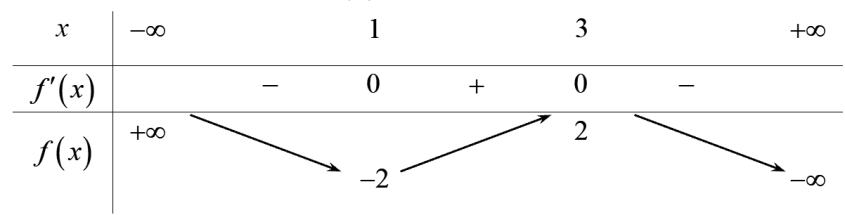 x −∞ 1 3 +∞
f′(x) − 0 + 0 −
f(x) +∞ −2 2 −∞